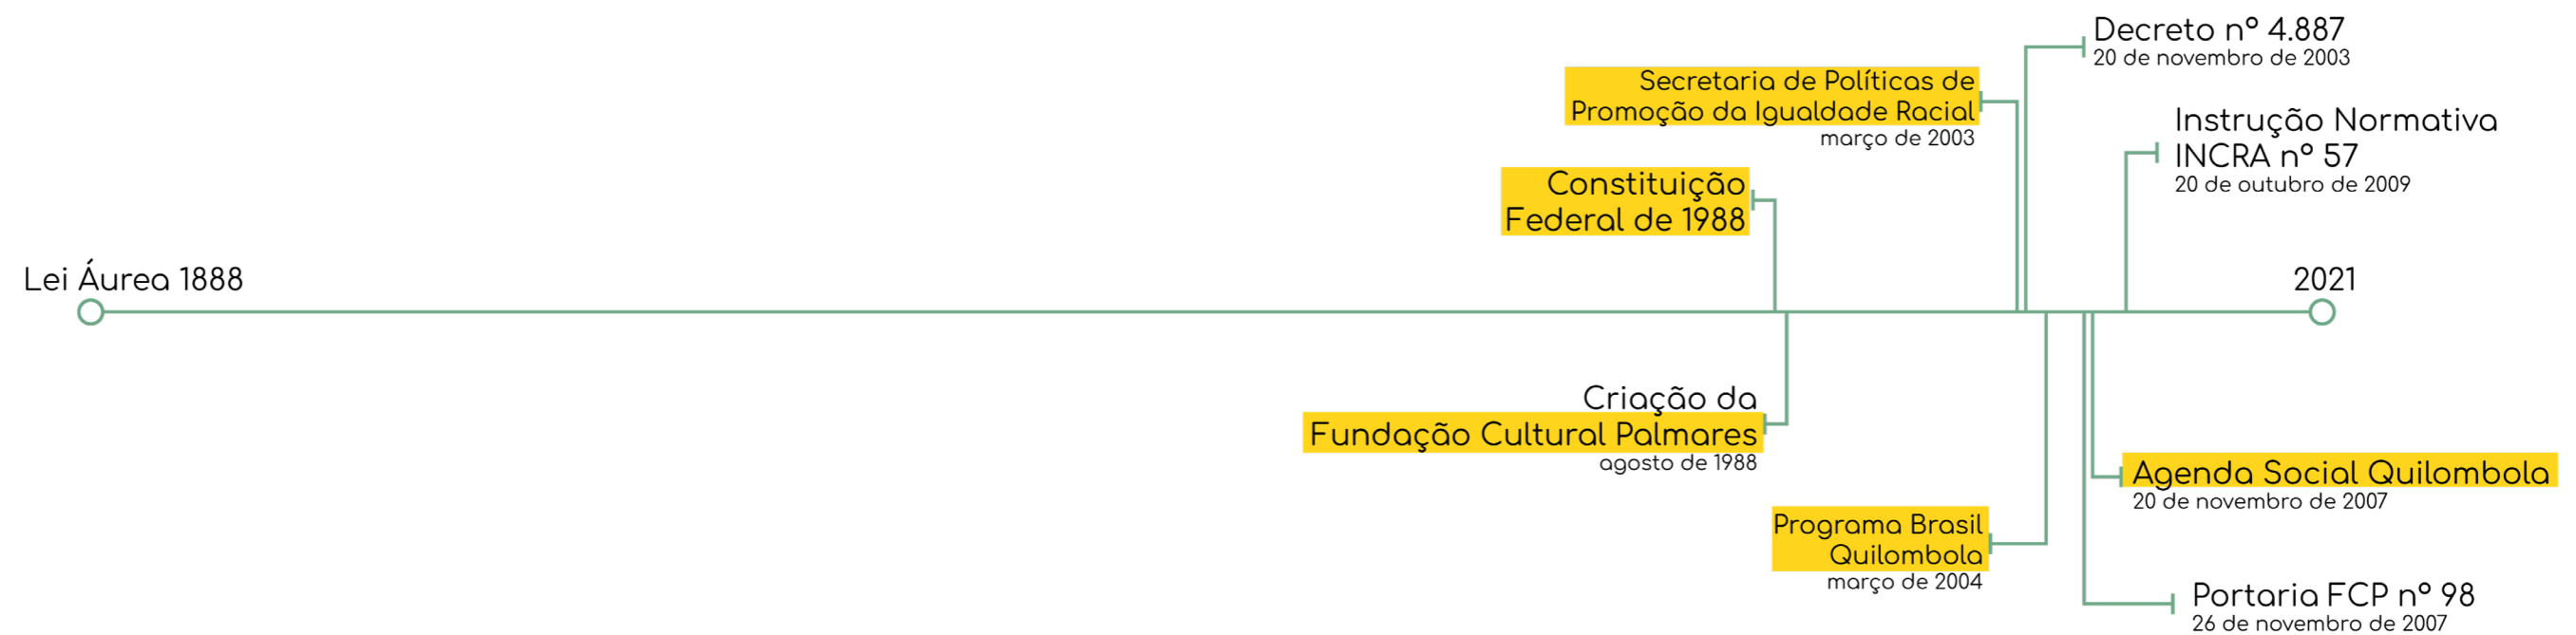 Lei Áurea 1888
Constituição
Federal de 1988
Criação da
Fundação Cultural Palmares
agosto de 1988
Secretaria de Políticas de
Promoção da Igualdade Racial
março de 2003
Decreto nº 4.887
20 de novembro de 2003
Programa Brasil
Quilombola
março de 2004
Agenda Social Quilombola
20 de novembro de 2007
Portaria FCP nº 98
26 de novembro de 2007
Instrução Normativa
INCRA nº 57
20 de outubro de 2009
2021